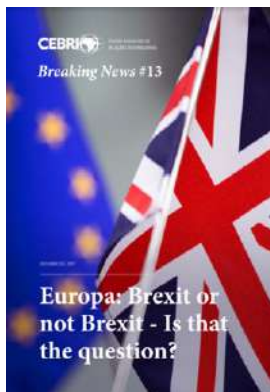 CEBRI
Breaking News #13
Europa: Brexit or
not Brexit - Is that
the question?